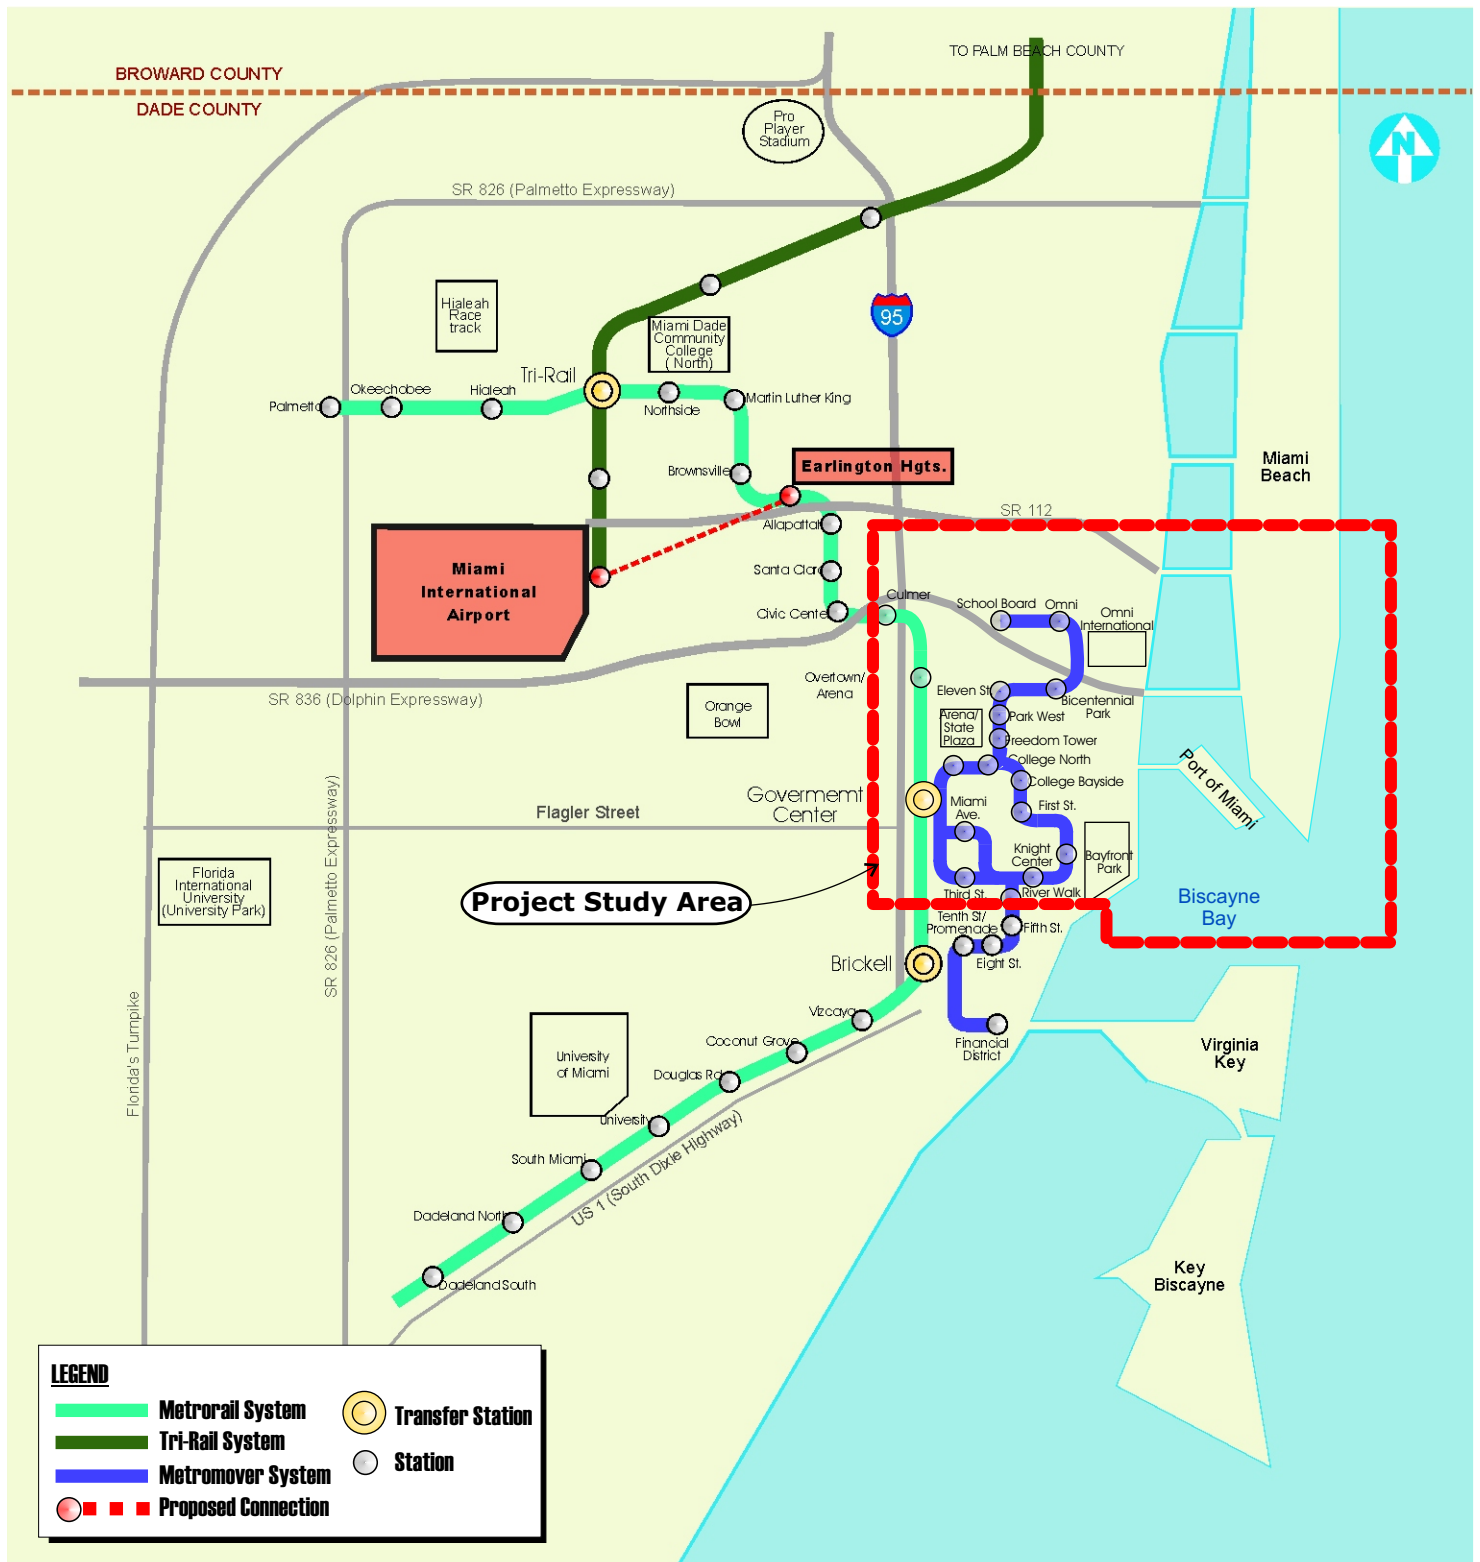 TO PALM BEACH COUNTY
BROWARD COUNTY
DADE COUNTY
Pro
Player
Stadium
N
SR 826 (Palmetto Expressway)
Hialeah
Race
track
95
Miami Dade
Community
College
( North)
Tri-Rail
Okeechobee
Hialeah
Palmetto
Northside
Martin Luther King
Brownsville
Earlington Hgts.
Miami
Beach
SR 112
Allapattah
Miami
International
Airport
Santa Clara
Civic Center
Culmer
School Board
Omni
Omni
International
SR 836 (Dolphin Expressway)
Overtown/
Arena
Orange
Bowl
Eleven St.
Bicentennial
Park
Arena/
State
Plaza
Park West
Freedom Tower
College North
College Bayside
Port of Miami
Govermemt
Center
Miami
Ave.
First St.
Flagler Street
Knight
Center
Bayfront
Park
SR 826 (Palmetto Expressway)
Florida
International
University
(University Park)
Project Study Area
Third St.
River Walk
Biscayne
Bay
Tenth St/
Promenade
Fifth St.
Eight St.
Brickell
Vizcaya
Financial
District
Florida's Turnpike
University
of Miami
Coconut Grove
Douglas Rd.
Virginia
Key
University
South Miami
US 1 (South Dixie Highway)
Dadeland North
Dadeland South
Key
Biscayne
LEGEND
Metrorail System
Tri-Rail System
Metromover System
Proposed Connection
Transfer Station
Station